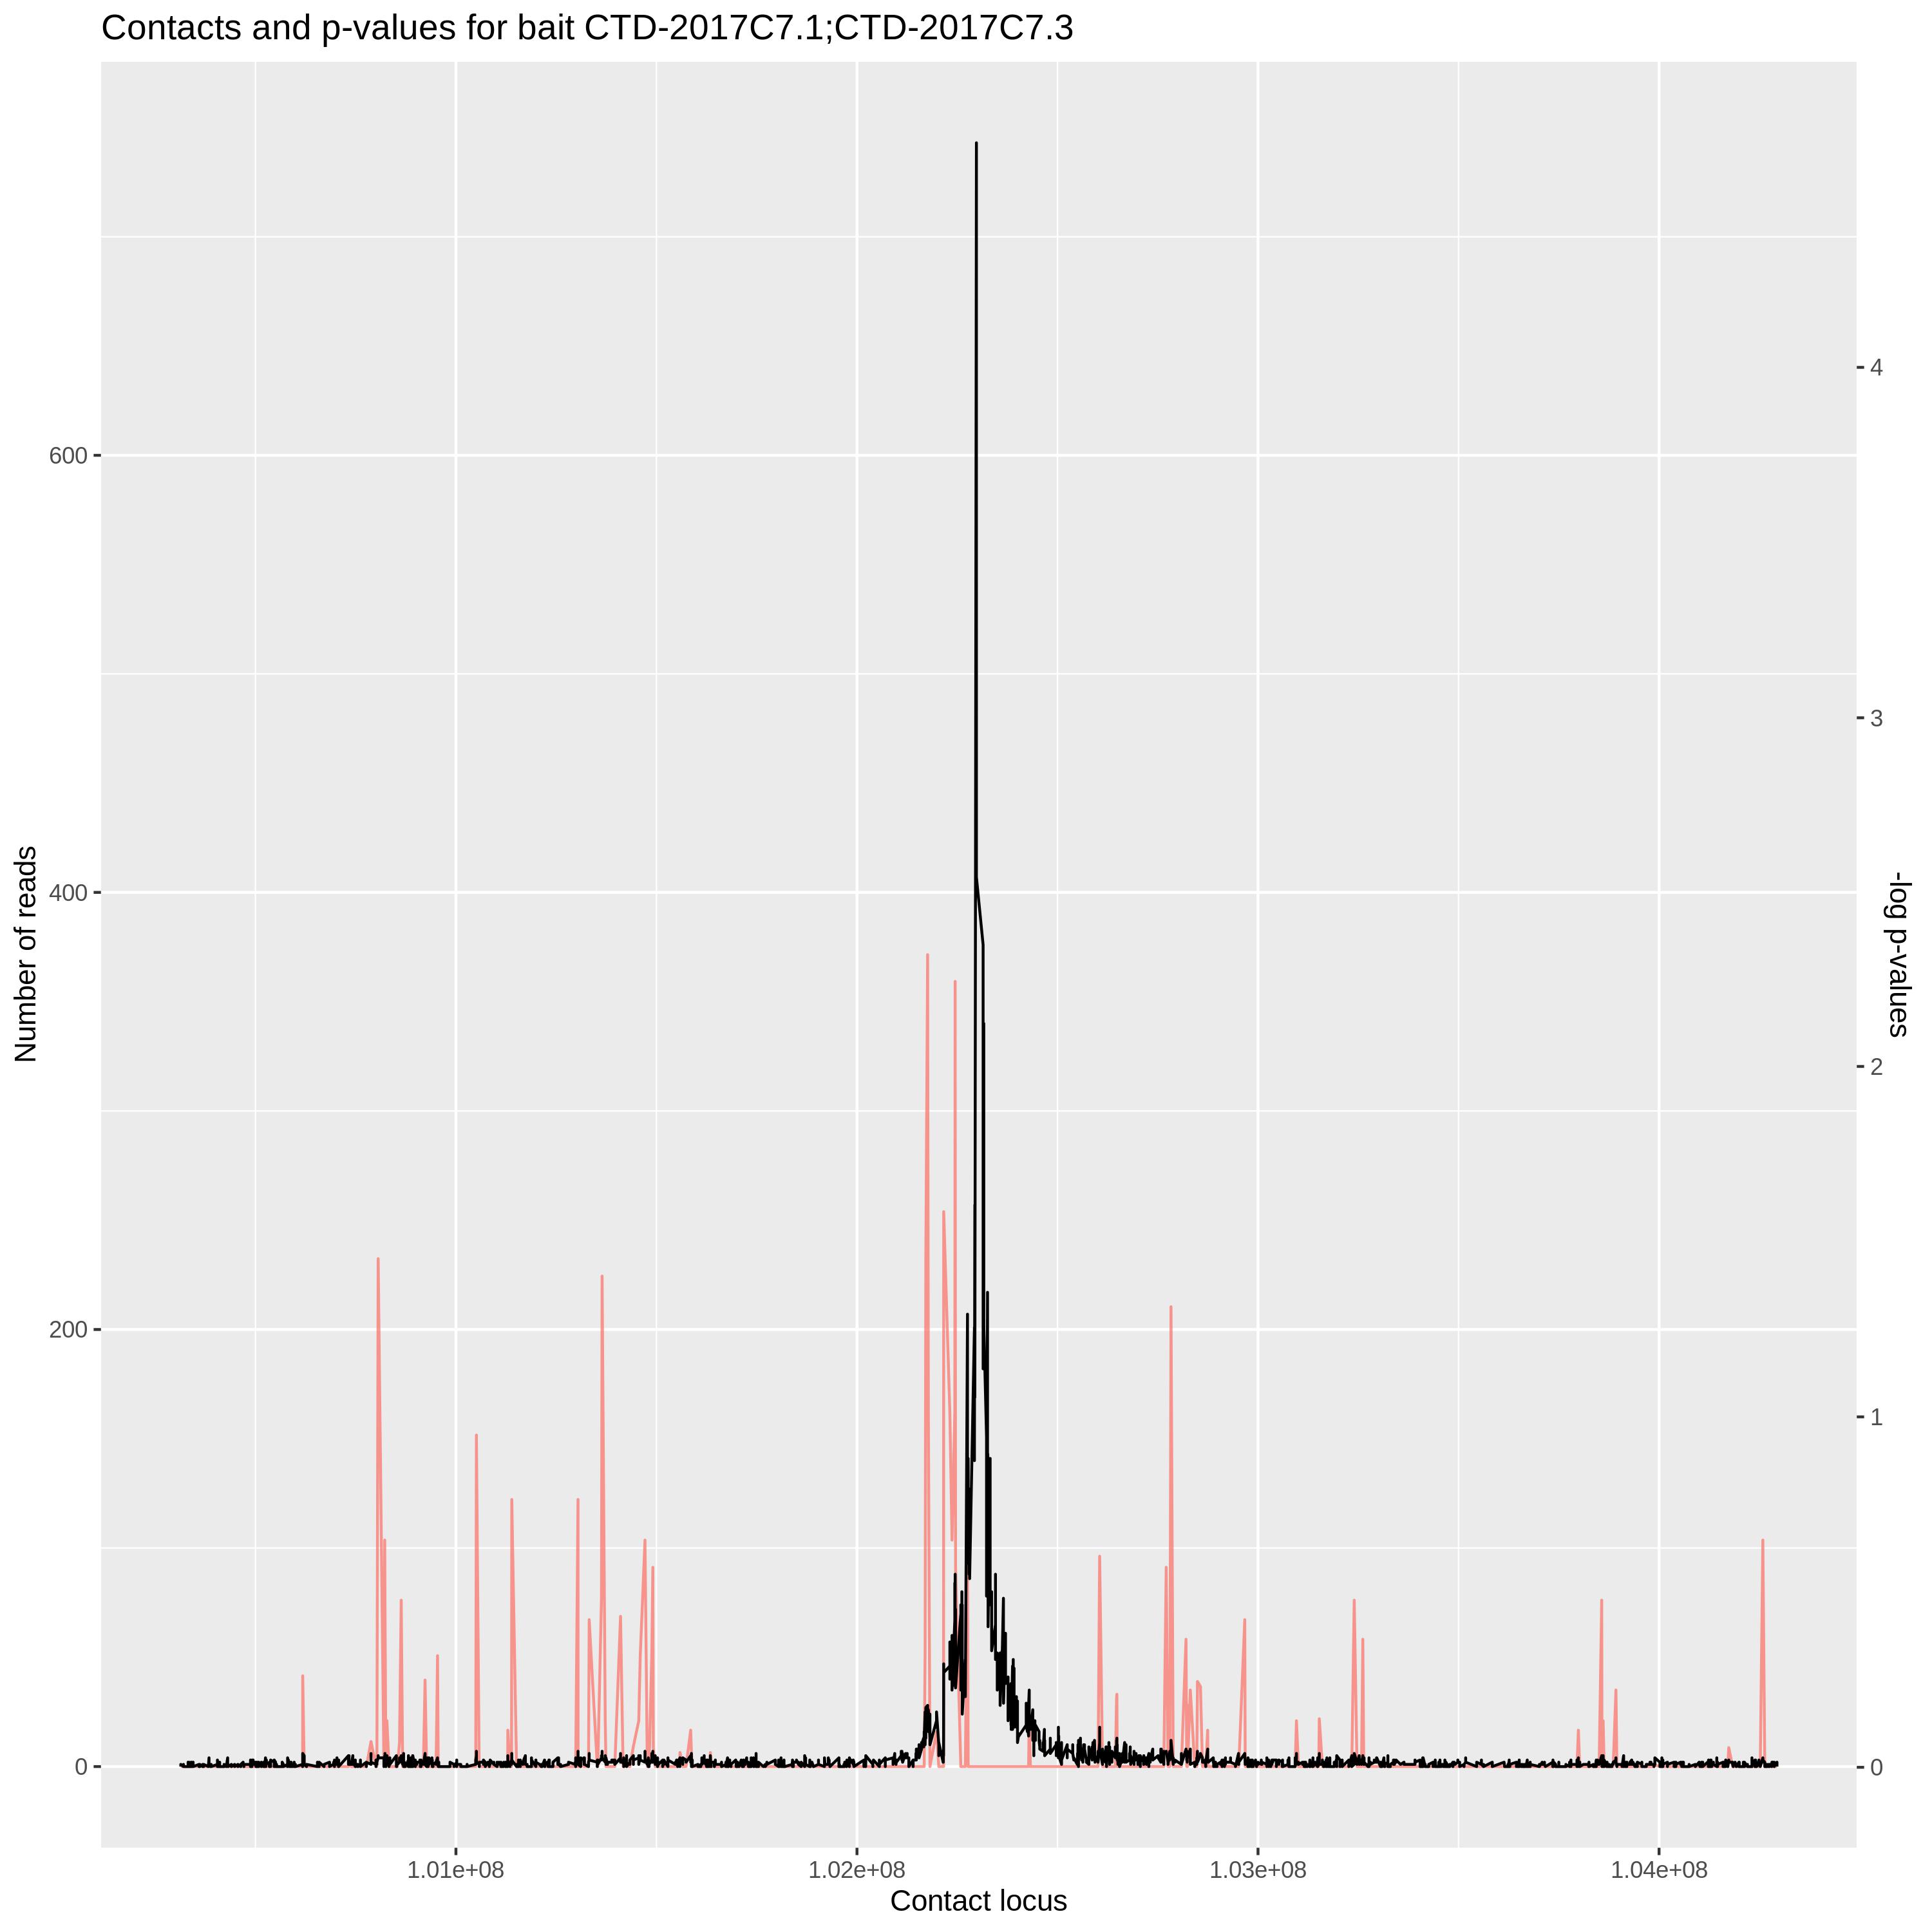 Contacts and p-values for bait CTD-2017C7.1;CTD-2017C7.3
Number of reads
600
400
200
0
4
3
2
1
0
-log p-values
1.01e+08
1.02e+08
1.03e+08
1.04e+08
Contact locus